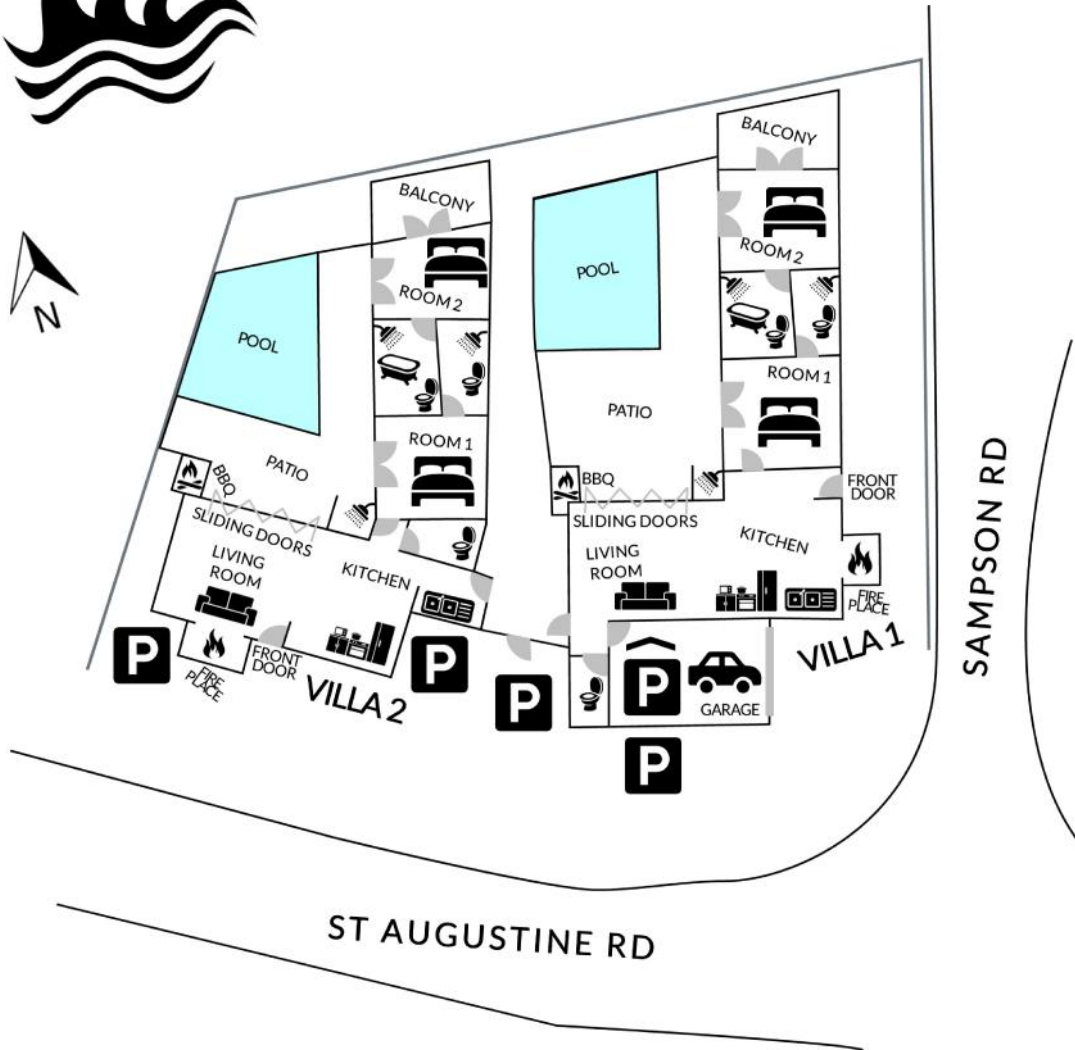 BALCONY
ROOM 2
POOL
ROOM 1
PATIO
BBQ
SLIDING DOORS
FRONT
DOOR
LIVING
ROOM
KITCHEN
FIRE
PLACE
VILLA 1
P
GARAGE
P
BALCONY
ROOM 2
POOL
ROOM 1
PATIO
BBQ
SLIDING DOORS
LIVING
ROOM
KITCHEN
P
FIRE
PLACE
FRONT
DOOR
VILLA 2
P
P
N
SAMPSON RD
ST AUGUSTINE RD